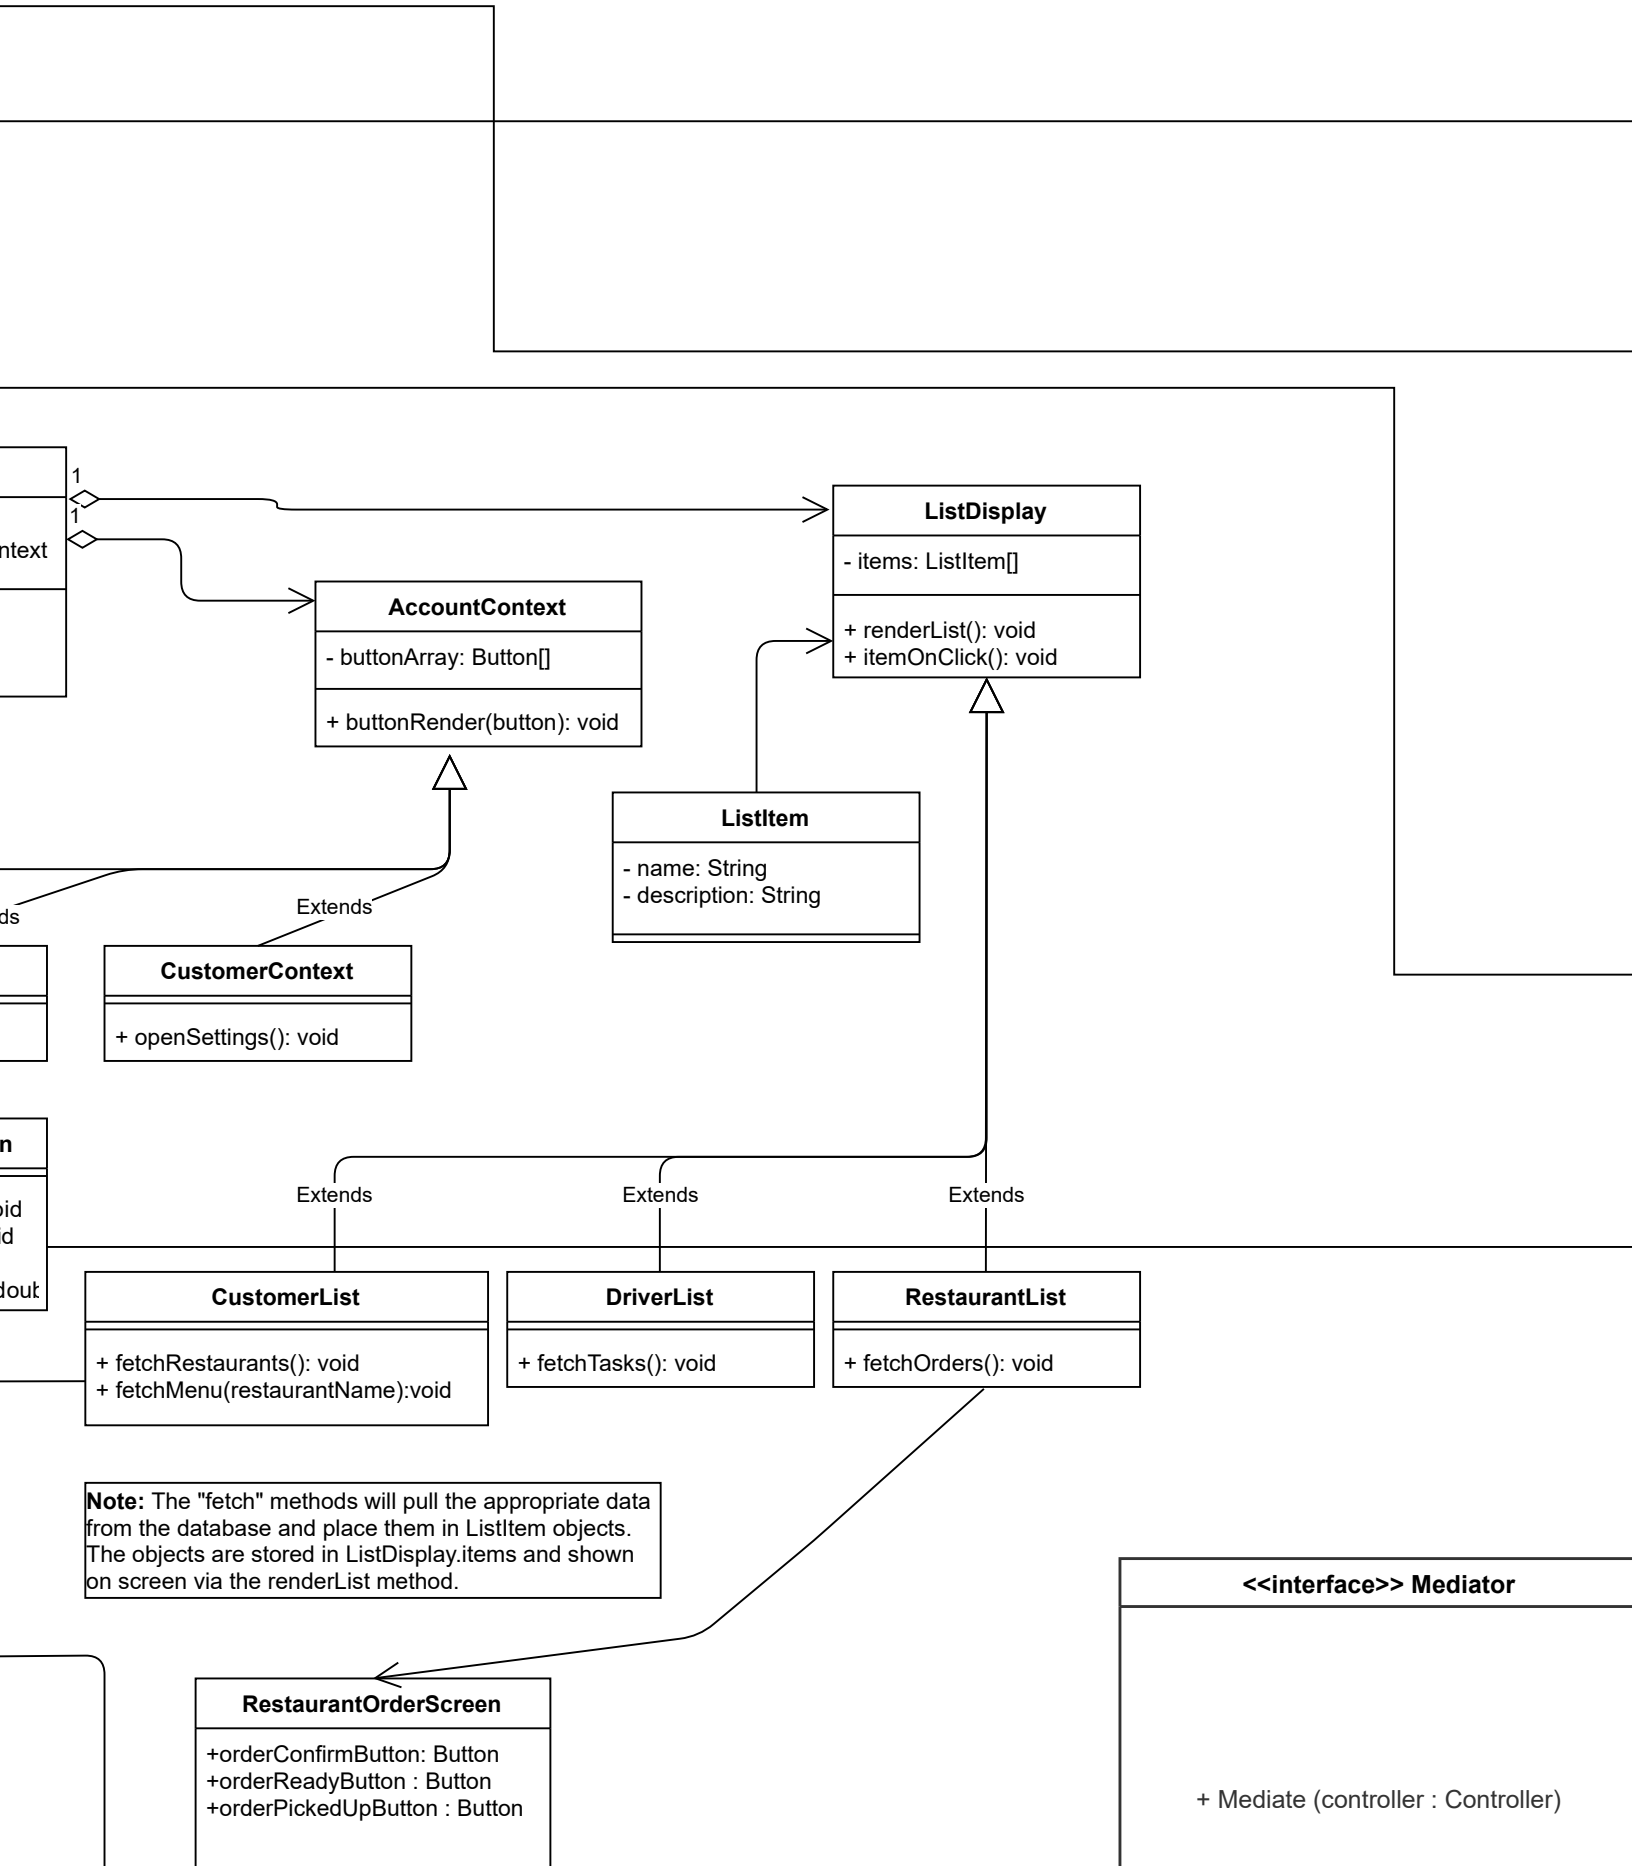 1
1
ntext
ListDisplay
- items: ListItem[]
+ renderList(): void
+ itemOnClick(): void
AccountContext
- buttonArray: Button[]
+ buttonRender(button): void
ListItem
- name: String
- description: String
ds
Extends
CustomerContext
+ openSettings(): void
n
oid
id
doub
Extends
Extends
Extends
CustomerList
+ fetchRestaurants(): void
+ fetchMenu(restaurantName):void
DriverList
+ fetchTasks(): void
RestaurantList
+ fetchOrders(): void
Note: The "fetch" methods will pull the appropriate data
from the database and place them in ListItem objects.
The objects are stored in ListDisplay.items and shown
on screen via the renderList method.
<<interface>> Mediator
+ Mediate (controller : Controller)
RestaurantOrderScreen
+orderConfirmButton: Button
+orderReadyButton : Button
+orderPickedUpButton : Button